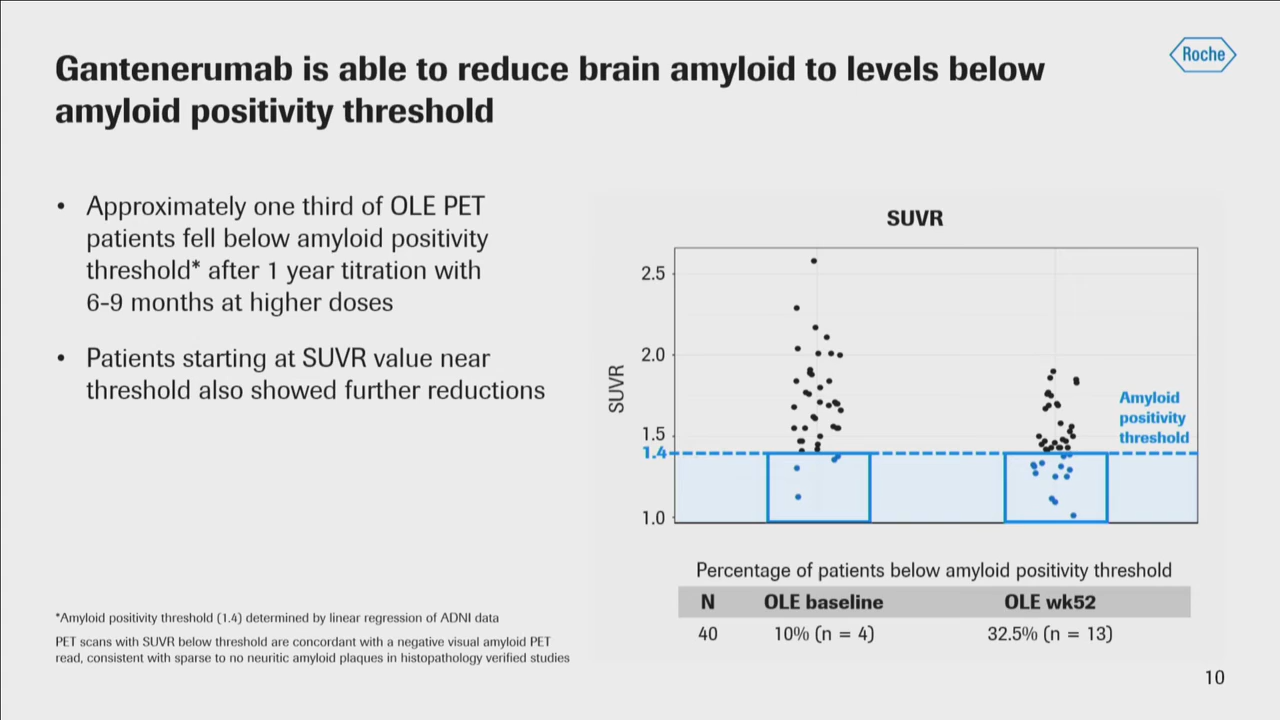 Gantenerumab is able to reduce brain amyloid to levels below
amyloid positivity threshold
Roche
• Approximately one third of OLE PET
patients fell below amyloid positivity
threshold* after 1 year titration with
6-9 months at higher doses
• Patients starting at SUVR value near
threshold also showed further reductions
SUVR
SUVR
2.5
2.0
1.5
1.4
1.0
Amyloid
positivity
threshold
Percentage of patients below amyloid positivity threshold
N OLE baseline OLE wk52
40 10% (n = 4) 32.5% (n = 13)
*Amyloid positivity threshold (1.4) determined by linear regression of ADNI data
PET scans with SUVR below threshold are concordant with a negative visual amyloid PET
read, consistent with sparse to no neuritic amyloid plaques in histopathology verified studies
10